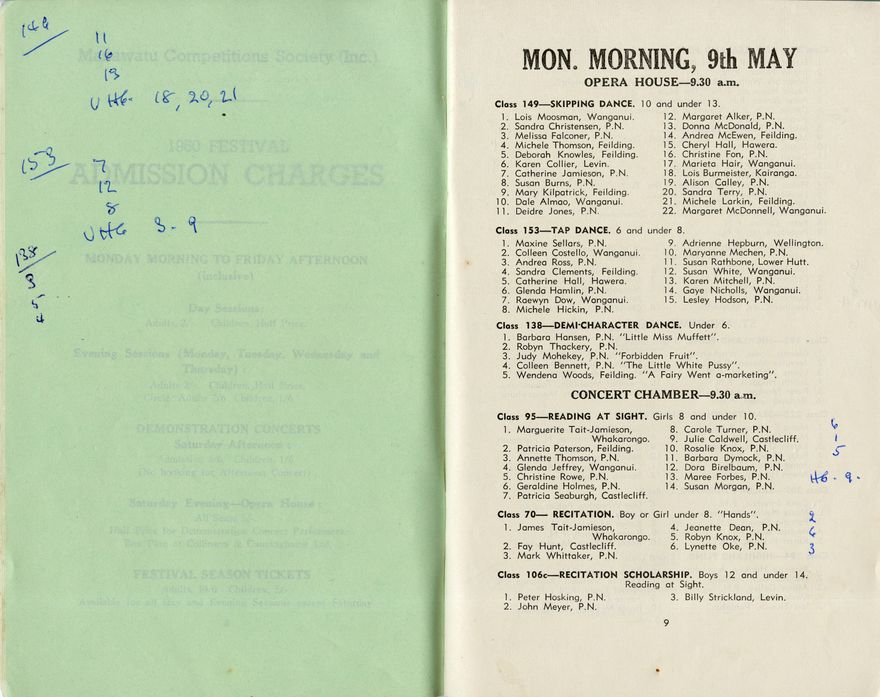 149
11
16
13
VHG. 18, 20, 21
153
7
12
8
VHG 3 - 9
138
3
5
4
Manawatu Competitions Society (Inc.)
1960 FESTIVAL
ADMISSION CHARGES
MONDAY MORNING TO FRIDAY AFTERNOON
(inclusive)
Day Sessions:
Adults, 2/- Children, Half Price.
Evening Sessions (Monday, Tuesday, Wednesday and
Thursday) :
Children, Half Price.
DEMONSTRATION CONCERTS
Saturday Afternoon :
Children, 1/6
Saturday Evening—Opera House :
FESTIVAL SEASON TICKETS
MON. MORNING, 9th MAY
OPERA HOUSE—9.30 a.m.
Class 149—SKIPPING DANCE. 10 and under 13.
1. Lois Moosman, Wanganui.
2. Sandra Christensen, P.N.
3. Melissa Falconer, P.N.
4. Michele Thomson, Feilding.
5. Deborah Knowles, Feilding.
6. Karen Collier, Levin.
7. Catherine Jamieson, P.N.
8. Susan Burns, P.N.
9. Mary Kilpatrick, Feilding.
10. Dale Almao, Wanganui.
11. Deidre Jones, P.N.
12. Margaret Alker, P.N.
13. Donna McDonald, P.N.
14. Andrea McEwen, Feilding.
15. Cheryl Hall, Hawera.
16. Christine Fon, P.N.
17. Marieta Hair, Wanganui.
18. Lois Burmeister, Kairanga.
19. Alison Calley, P.N.
20. Sandra Terry, P.N.
21. Michele Larkin, Feilding.
22. Margaret McDonnell, Wanganui.
Class 153—TAP DANCE. 6 and under 8.
1. Maxine Sellars, P.N.
2. Colleen Costello, Wanganui.
3. Andrea Ross, P.N.
4. Sandra Clements, Feilding.
5. Catherine Hall, Hawera.
6. Glenda Hamlin, P.N.
7. Raewyn Dow, Wanganui.
8. Michele Hickin, P.N.
9. Adrienne Hepburn, Wellington.
10. Maryanne Mechen, P.N.
11. Susan Rathbone, Lower Hutt.
12. Susan White, Wanganui.
13. Karen Mitchell, P.N.
14. Gaye Nicholls, Wanganui.
15. Lesley Hodson, P.N.
Class 138—DEMI-CHARACTER DANCE. Under 6.
1. Barbara Hansen, P.N. "Little Miss Muffett".
2. Robyn Thackery, P.N.
3. Judy Mohekey, P.N. "Forbidden Fruit".
4. Colleen Bennett, P.N. "The Little White Pussy".
5. Wendena Woods, Feilding. "A Fairy Went a-marketing".
CONCERT CHAMBER—9.30 a.m.
Class 95—READING AT SIGHT. Girls 8 and under 10.
1. Marguerite Tait-Jamieson,
Whakarongo.
2. Patricia Paterson, Feilding.
3. Annette Thomson, P.N.
4. Glenda Jeffrey, Wanganui.
5. Christine Rowe, P.N.
6. Geraldine Holmes, P.N.
7. Patricia Seaburgh, Castlecliff.
8. Carole Turner, P.N.
9. Julie Caldwell, Castlecliff.
10. Rosalie Knox, P.N.
11. Barbara Dymock, P.N.
12. Dora Birelbaum, P.N.
13. Maree Forbes, P.N.
14. Susan Morgan, P.N.
6
1
5
HG. 9.
Class 70— RECITATION. Boy or Girl under 8. "Hands".
1. James Tait-Jamieson,
Whakarongo.
2. Fay Hunt, Castlecliff.
3. Mark Whittaker, P.N.
4. Jeanette Dean, P.N.
5. Robyn Knox, P.N.
6. Lynette Oke, P.N.
2
6
3
Class 106c—RECITATION SCHOLARSHIP. Boys 12 and under 14.
Reading at Sight.
1. Peter Hosking, P.N.
2. John Meyer, P.N.
3. Billy Strickland, Levin.
9